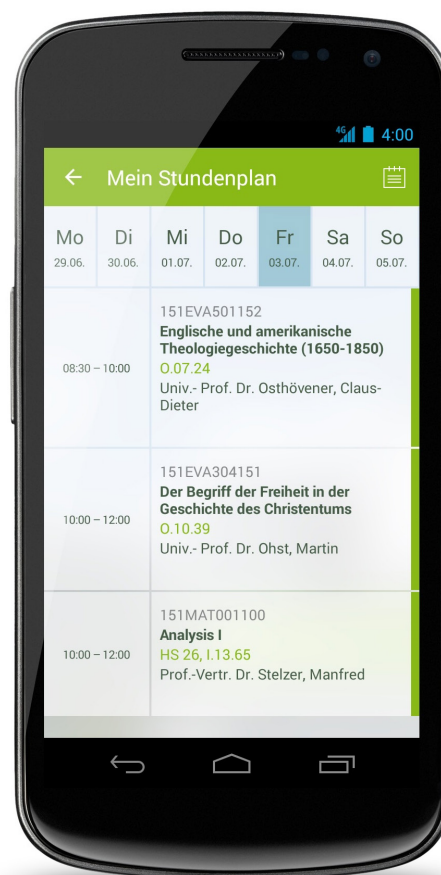 4G 4:00
Mein Stundenplan
Mo Di Mi Do Fr Sa So
29.06. 30.06. 01.07. 02.07. 03.07. 04.07. 05.07.
151EVA501152
Englische und amerikanische
Theologiegeschichte (1650-1850)
08:30 – 10:00 O.07.24
Univ.- Prof. Dr. Osthövener, Claus-
Dieter
151EVA304151
Der Begriff der Freiheit in der
Geschichte des Christentums
10:00 – 12:00 O.10.39
Univ.- Prof. Dr. Ohst, Martin
151MAT001100
Analysis I
10:00 – 12:00 HS 26, I.13.65
Prof.-Vertr. Dr. Stelzer, Manfred